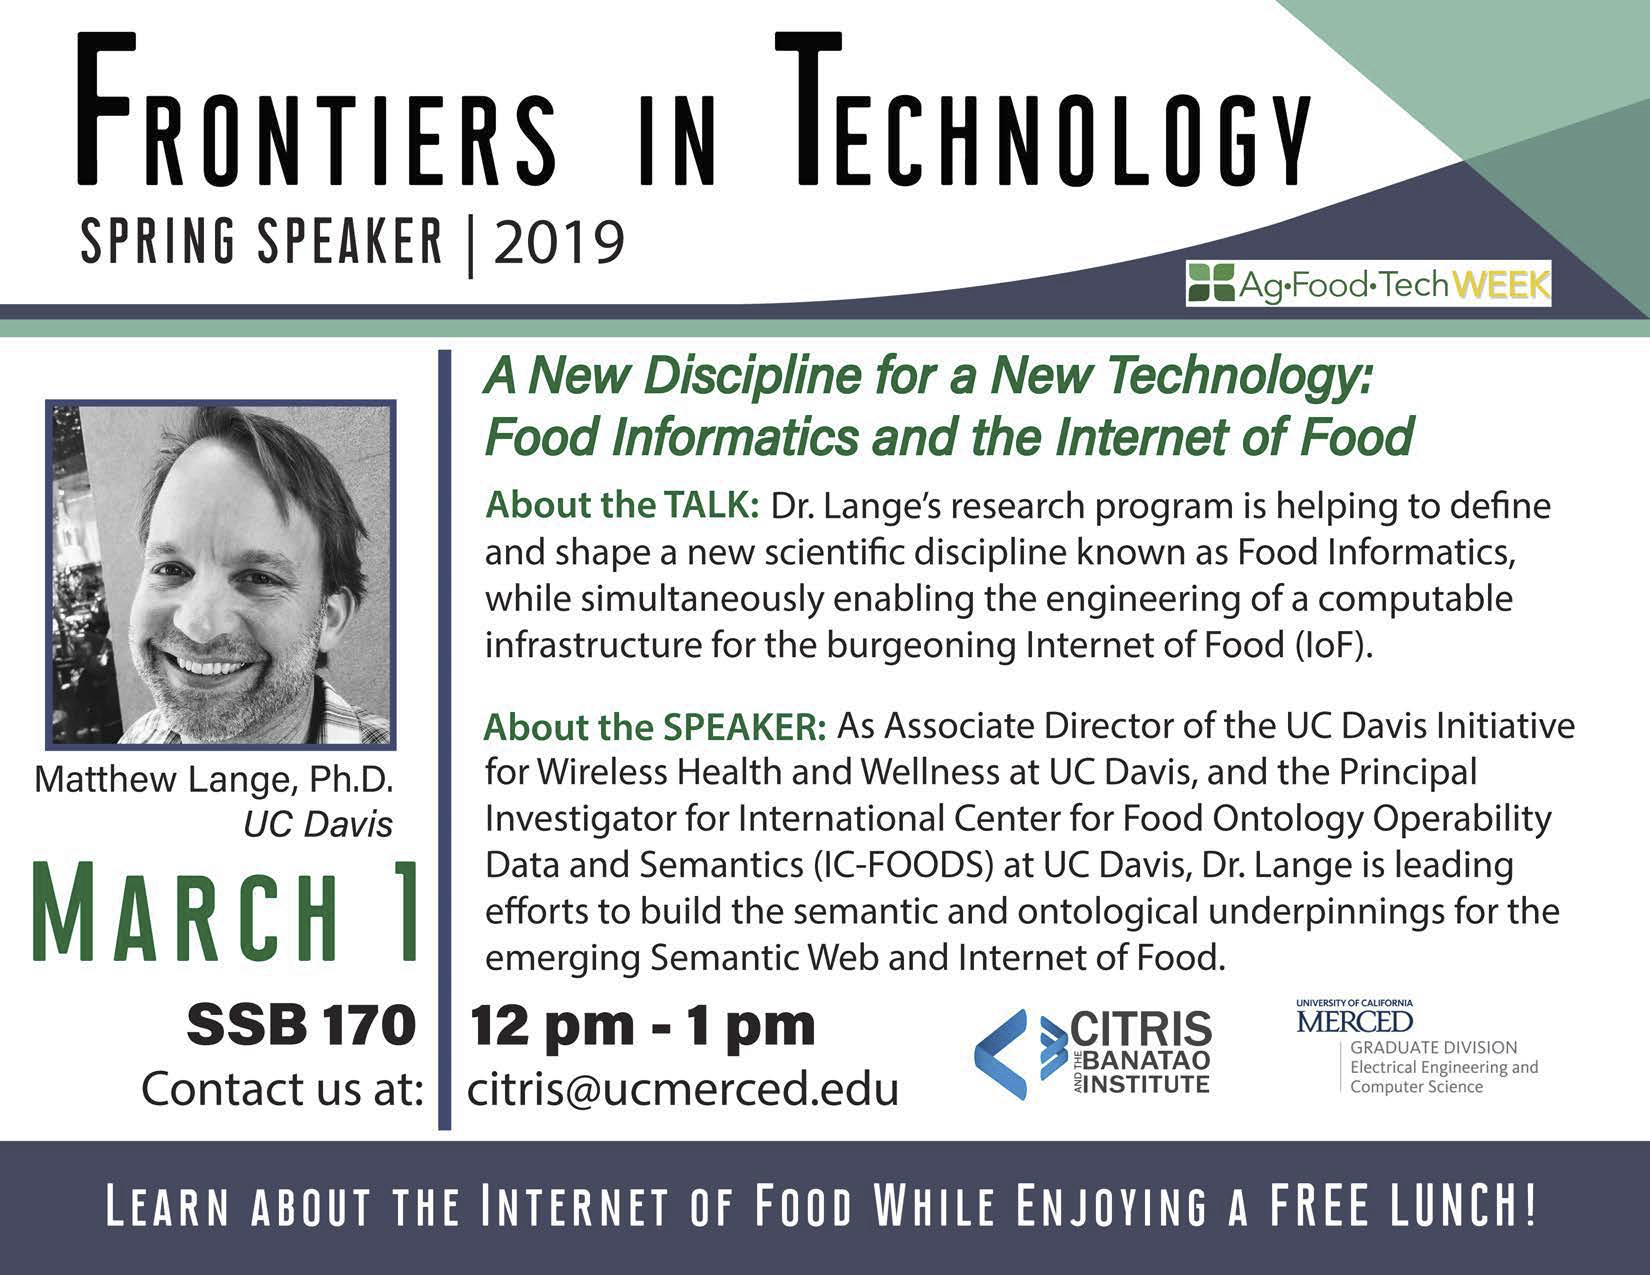 Frontiers in Technology
SPRING SPEAKER | 2019
Ag•Food•Tech WEEK
A New Discipline for a New Technology:
Food Informatics and the Internet of Food
About the TALK: Dr. Lange's research program is helping to define
and shape a new scientific discipline known as Food Informatics,
while simultaneously enabling the engineering of a computable
infrastructure for the burgeoning Internet of Food (IoF).
About the SPEAKER: As Associate Director of the UC Davis Initiative
for Wireless Health and Wellness at UC Davis, and the Principal
Investigator for International Center for Food Ontology Operability
Data and Semantics (IC-FOODS) at UC Davis, Dr. Lange is leading
efforts to build the semantic and ontological underpinnings for the
emerging Semantic Web and Internet of Food.
Matthew Lange, Ph.D.
UC Davis
March 1
SSB 170
12 pm - 1 pm
Contact us at:
citris@ucmerced.edu
CITRIS
AND THE
BANATAO
INSTITUTE
UNIVERSITY OF CALIFORNIA
MERCED
GRADUATE DIVISION
Electrical Engineering and
Computer Science
Learn about the Internet of Food While Enjoying a FREE LUNCH!